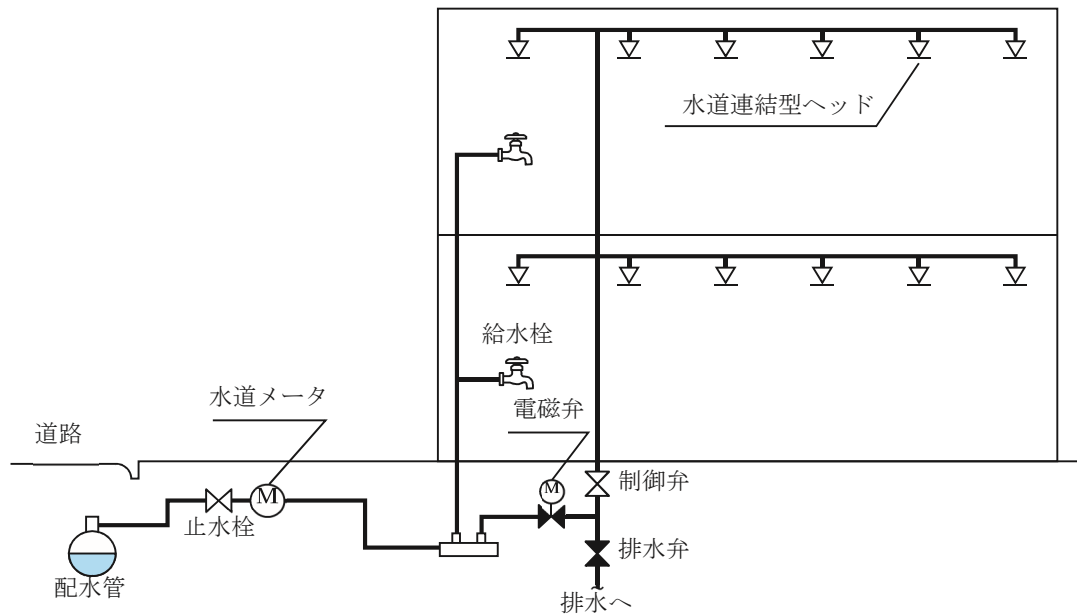 水道連結型ヘッド
給水栓
水道メータ
電磁弁
道路
M
制御弁
M
止水栓
排水弁
配水管
排水へ